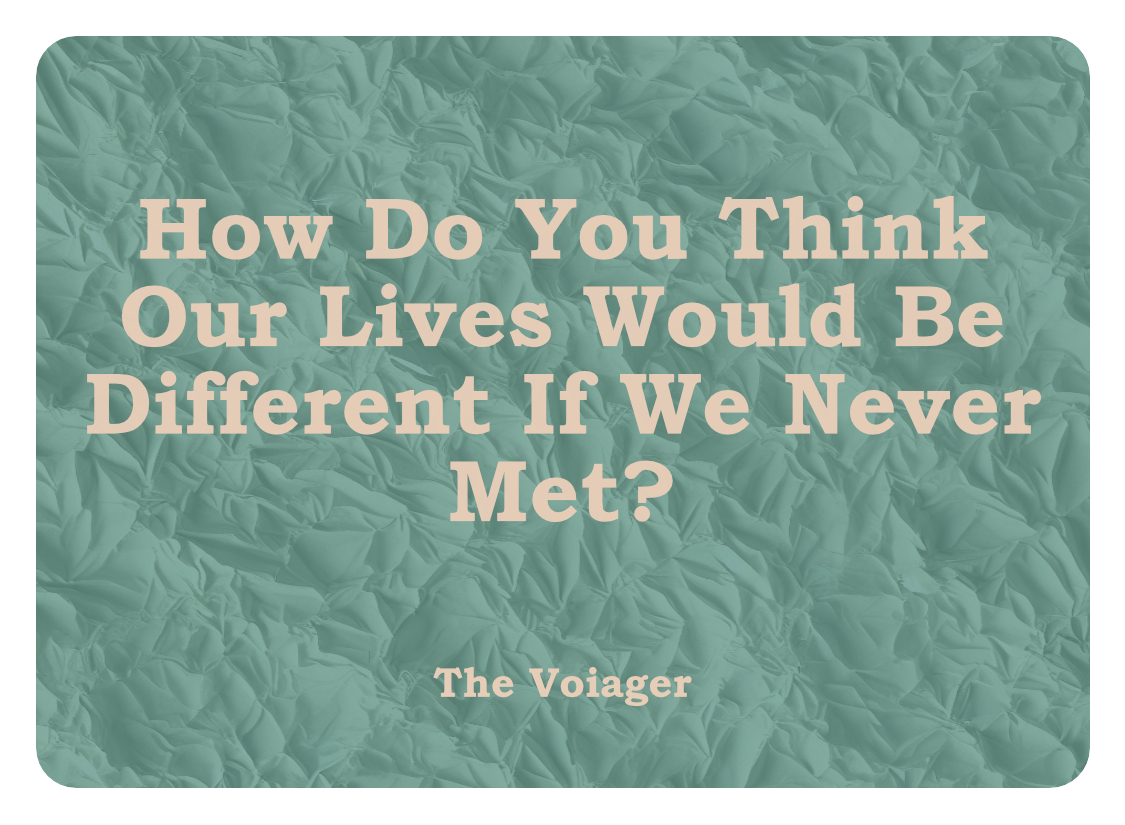 How Do You Think
Our Lives Would Be
Different If We Never
Met?
The Voiager